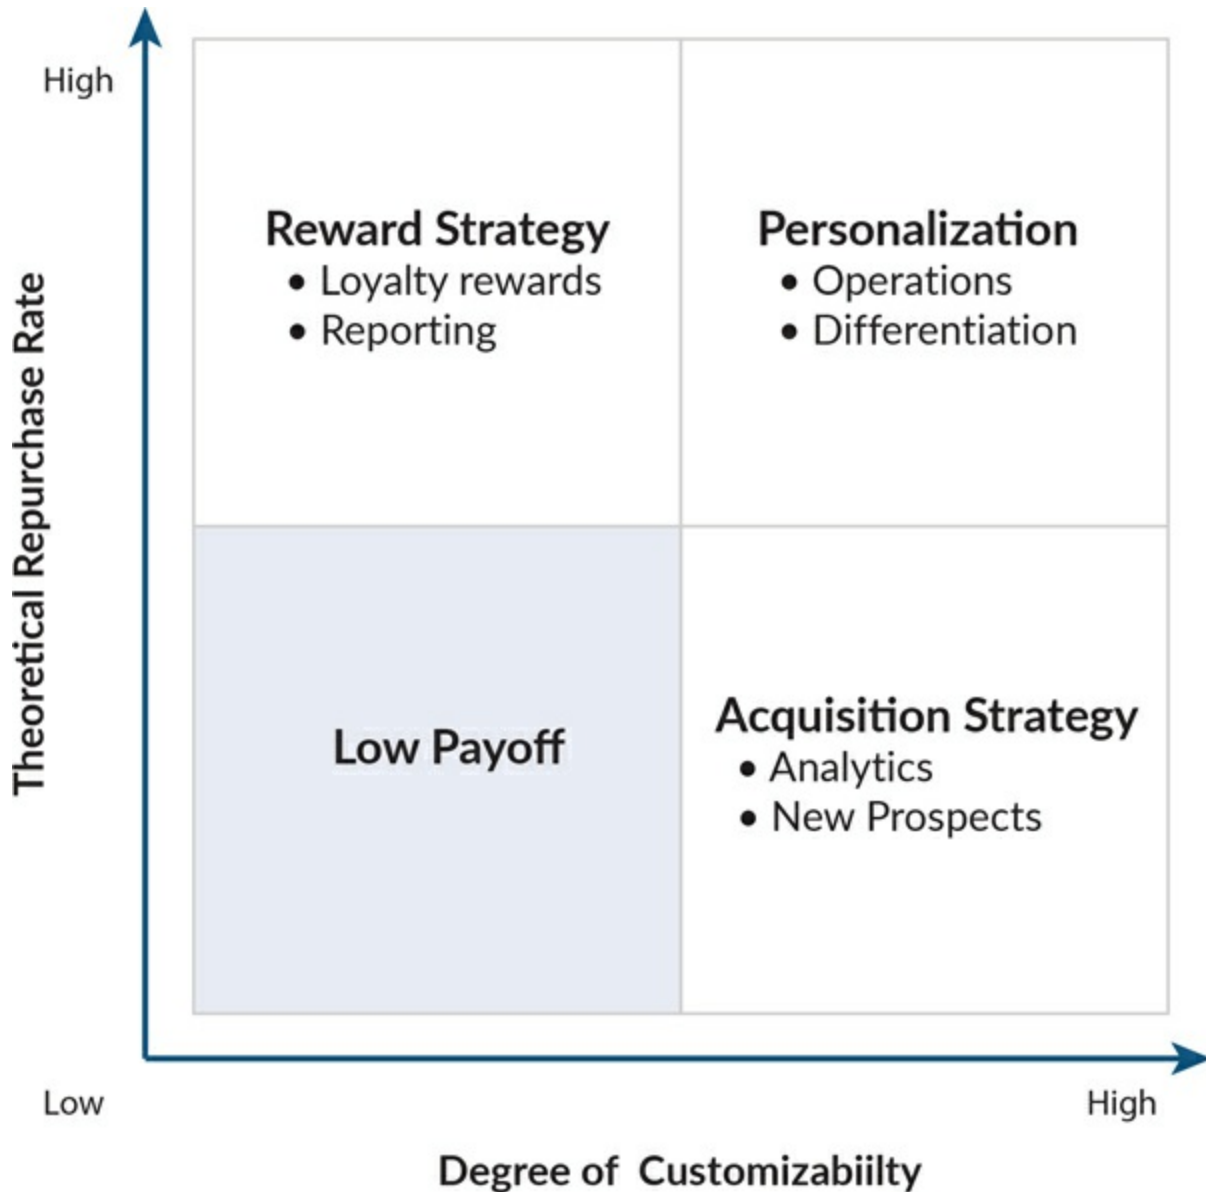 High
Theoretical Repurchase Rate
Reward Strategy
• Loyalty rewards
• Reporting
Personalization
• Operations
• Differentiation
Low Payoff
Acquisition Strategy
• Analytics
• New Prospects
Low
High
Degree of Customizabiilty